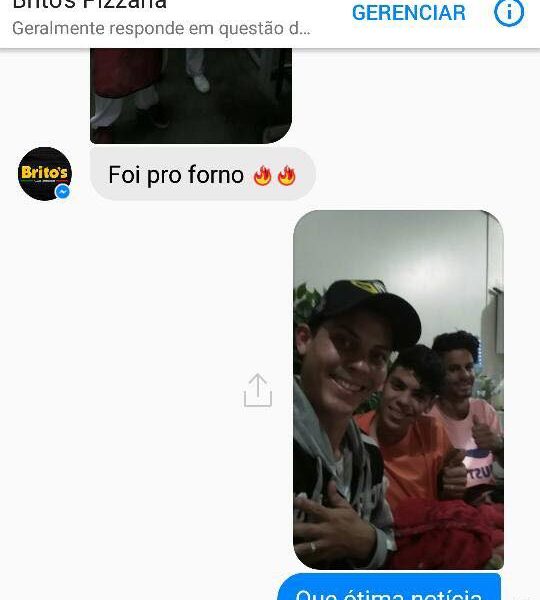 Brito's Pizzaria
Geralmente responde em questão d...
GERENCIAR
Brito's
Foi pro forno 🔥🔥
Que ótima notícia